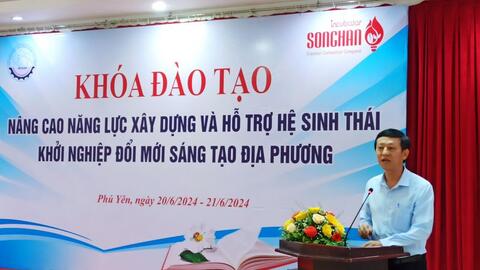 incubator
SONGHAN
KHÓA ĐÀO TẠO
NÂNG CAO NĂNG LỰC XÂY DỰNG VÀ HỖ TRỢ HỆ SINH THÁI
KHỞI NGHIỆP ĐỔI MỚI SÁNG TẠO ĐỊA PHƯƠNG
Phú Yên, ngày 20/6/2024 - 21/6/2024